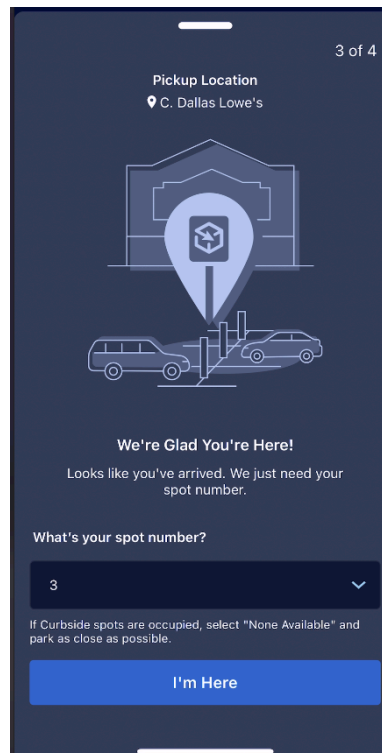 3 of 4
Pickup Location
C. Dallas Lowe's
We're Glad You're Here!
Looks like you've arrived. We just need your
spot number.
What's your spot number?
3
If Curbside spots are occupied, select "None Available" and
park as close as possible.
I'm Here